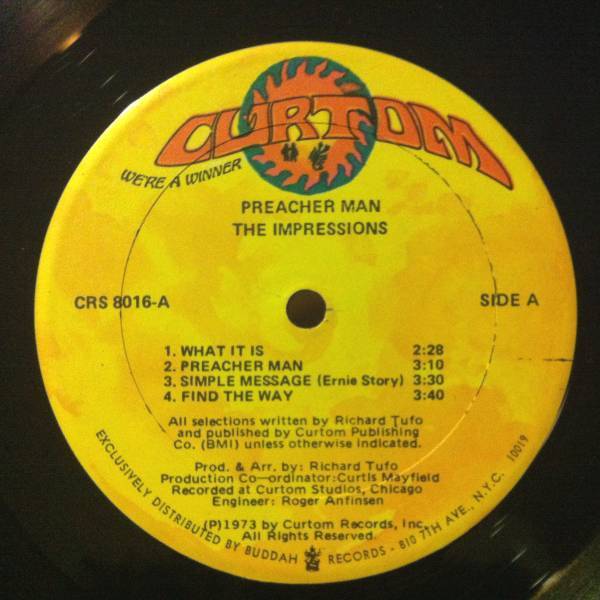 CURTOM
WE'RE A WINNER
PREACHER MAN
THE IMPRESSIONS
CRS 8016-A
SIDE A
1. WHAT IT IS 2:28
2. PREACHER MAN 3:10
3. SIMPLE MESSAGE (Ernie Story) 3:30
4. FIND THE WAY 3:40
All selections written by Richard Tufo
and published by Curtom Publishing
Co. (BMI) unless otherwise indicated.
Prod. & Arr. by: Richard Tufo
Production Co-ordinator:Curtis Mayfield
Recorded at Curtom Studios, Chicago
Engineer: Roger Anfinsen
(P)1973 by Curtom Records, Inc.
All Rights Reserved.
EXCLUSIVELY DISTRIBUTED BY BUDDAH RECORDS - 810 7TH AVE., N.Y.C. 10019